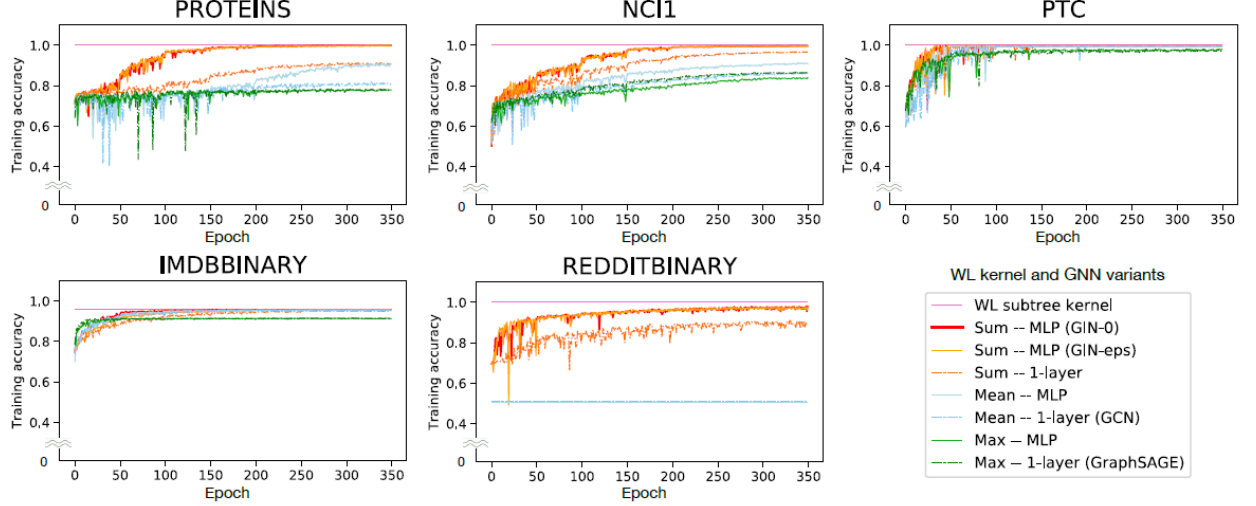 PROTEINS
Training accuracy
1.0
0.8
0.6
0.4
0
0 50 100 150 200 250 300 350
Epoch
NCI1
Training accuracy
1.0
0.8
0.6
0.4
0
0 50 100 150 200 250 300 350
Epoch
PTC
Training accuracy
1.0
0.8
0.6
0.4
0
0 50 100 150 200 250 300 350
Epoch
IMDBBINARY
Training accuracy
1.0
0.8
0.6
0.4
0
0 50 100 150 200 250 300 350
Epoch
REDDITBINARY
Training accuracy
1.0
0.8
0.6
0.4
0
0 50 100 150 200 250 300 350
Epoch
WL kernel and GNN variants
WL subtree kernel
Sum -- MLP (GIN-0)
Sum -- MLP (GIN-eps)
Sum -- 1-layer
Mean -- MLP
Mean -- 1-layer (GCN)
Max – MLP
Max – 1-layer (GraphSAGE)